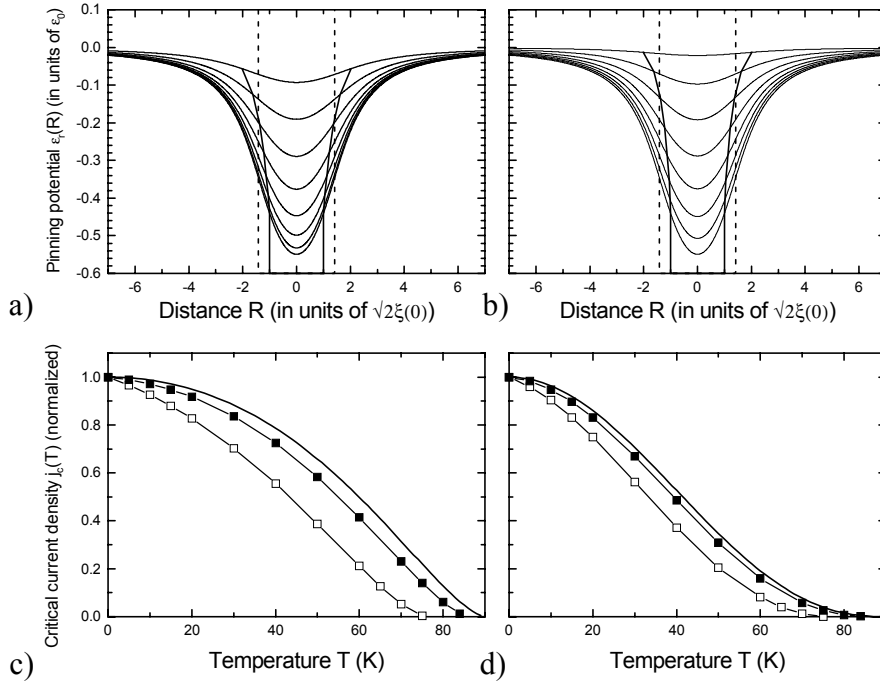 0.0
-0.1
-0.2
-0.3
-0.4
-0.5
-0.6
Pinning potential εᵣ(R) (in units of ε₀)
-6 -4 -2 0 2 4 6
-6 -4 -2 0 2 4 6
a) Distance R (in units of √2ξ(0))
b) Distance R (in units of √2ξ(0))
1.0
0.8
0.6
0.4
0.2
0.0
Critical current density j_c(T) (normalized)
0 20 40 60 80
0 20 40 60 80
c) Temperature T (K)
d) Temperature T (K)